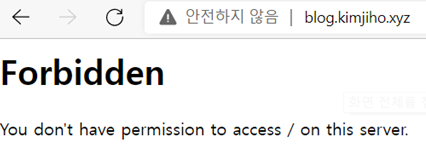 안전하지 않음 | blog.kimjiho.xyz
Forbidden
You don't have permission to access / on this server.